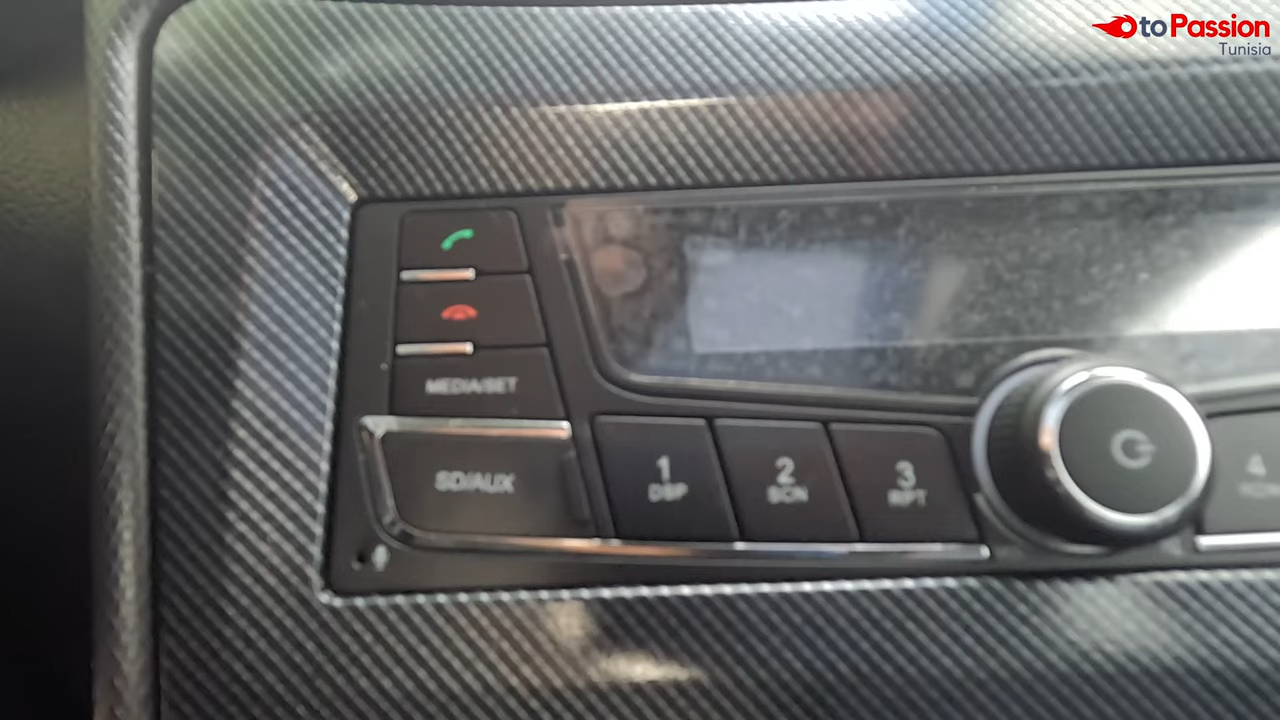 toPassion
Tunisia
MEDIA/SET
SD/AUX
1
DSP
2
SCN
3
RPT
4